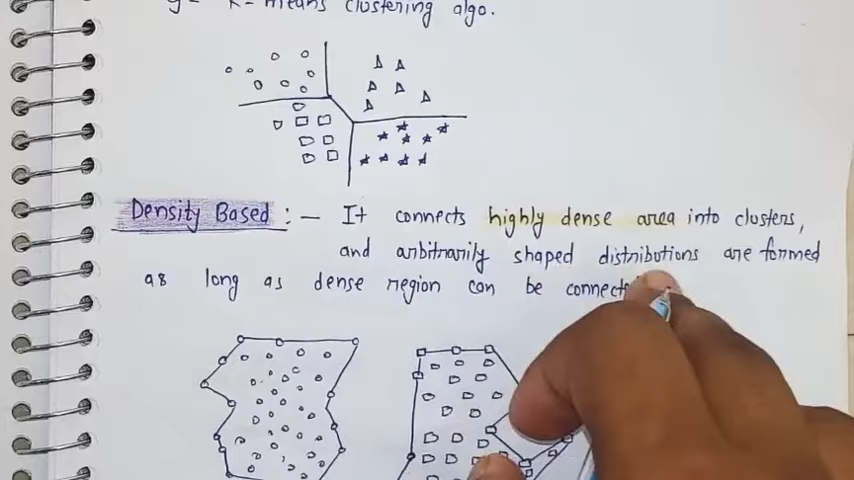 K-means clustering algo.
Density Based :- It connects highly dense area into clusters,
and arbitrarily shaped distributions are formed
as long as dense region can be